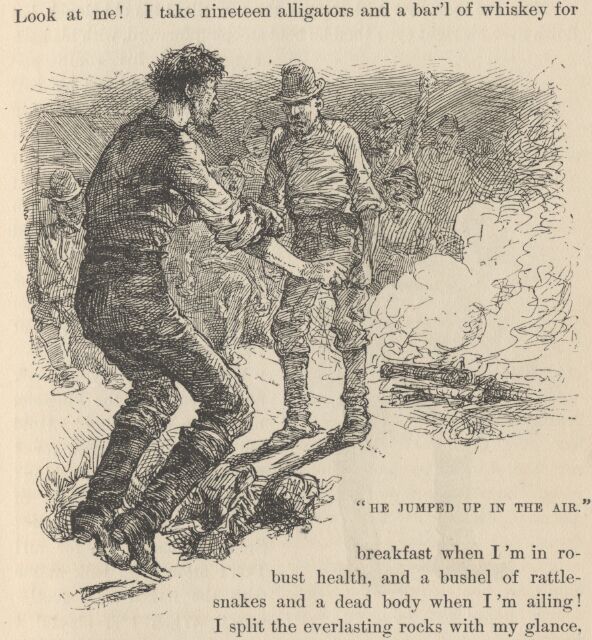 Look at me! I take nineteen alligators and a bar'l of whiskey for
"HE JUMPED UP IN THE AIR."
breakfast when I 'm in ro-
bust health, and a bushel of rattle-
snakes and a dead body when I 'm ailing!
I split the everlasting rocks with my glance,